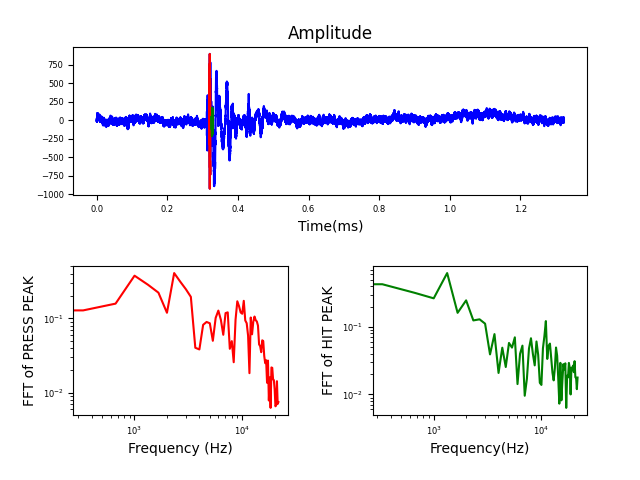 Amplitude
750
500
250
0
−250
−500
−750
−1000
0.0 0.2 0.4 0.6 0.8 1.0 1.2
Time(ms)
FFT of PRESS PEAK
10⁻¹
10⁻²
10³ 10⁴
Frequency (Hz)
FFT of HIT PEAK
10⁻¹
10⁻²
10³ 10⁴
Frequency(Hz)